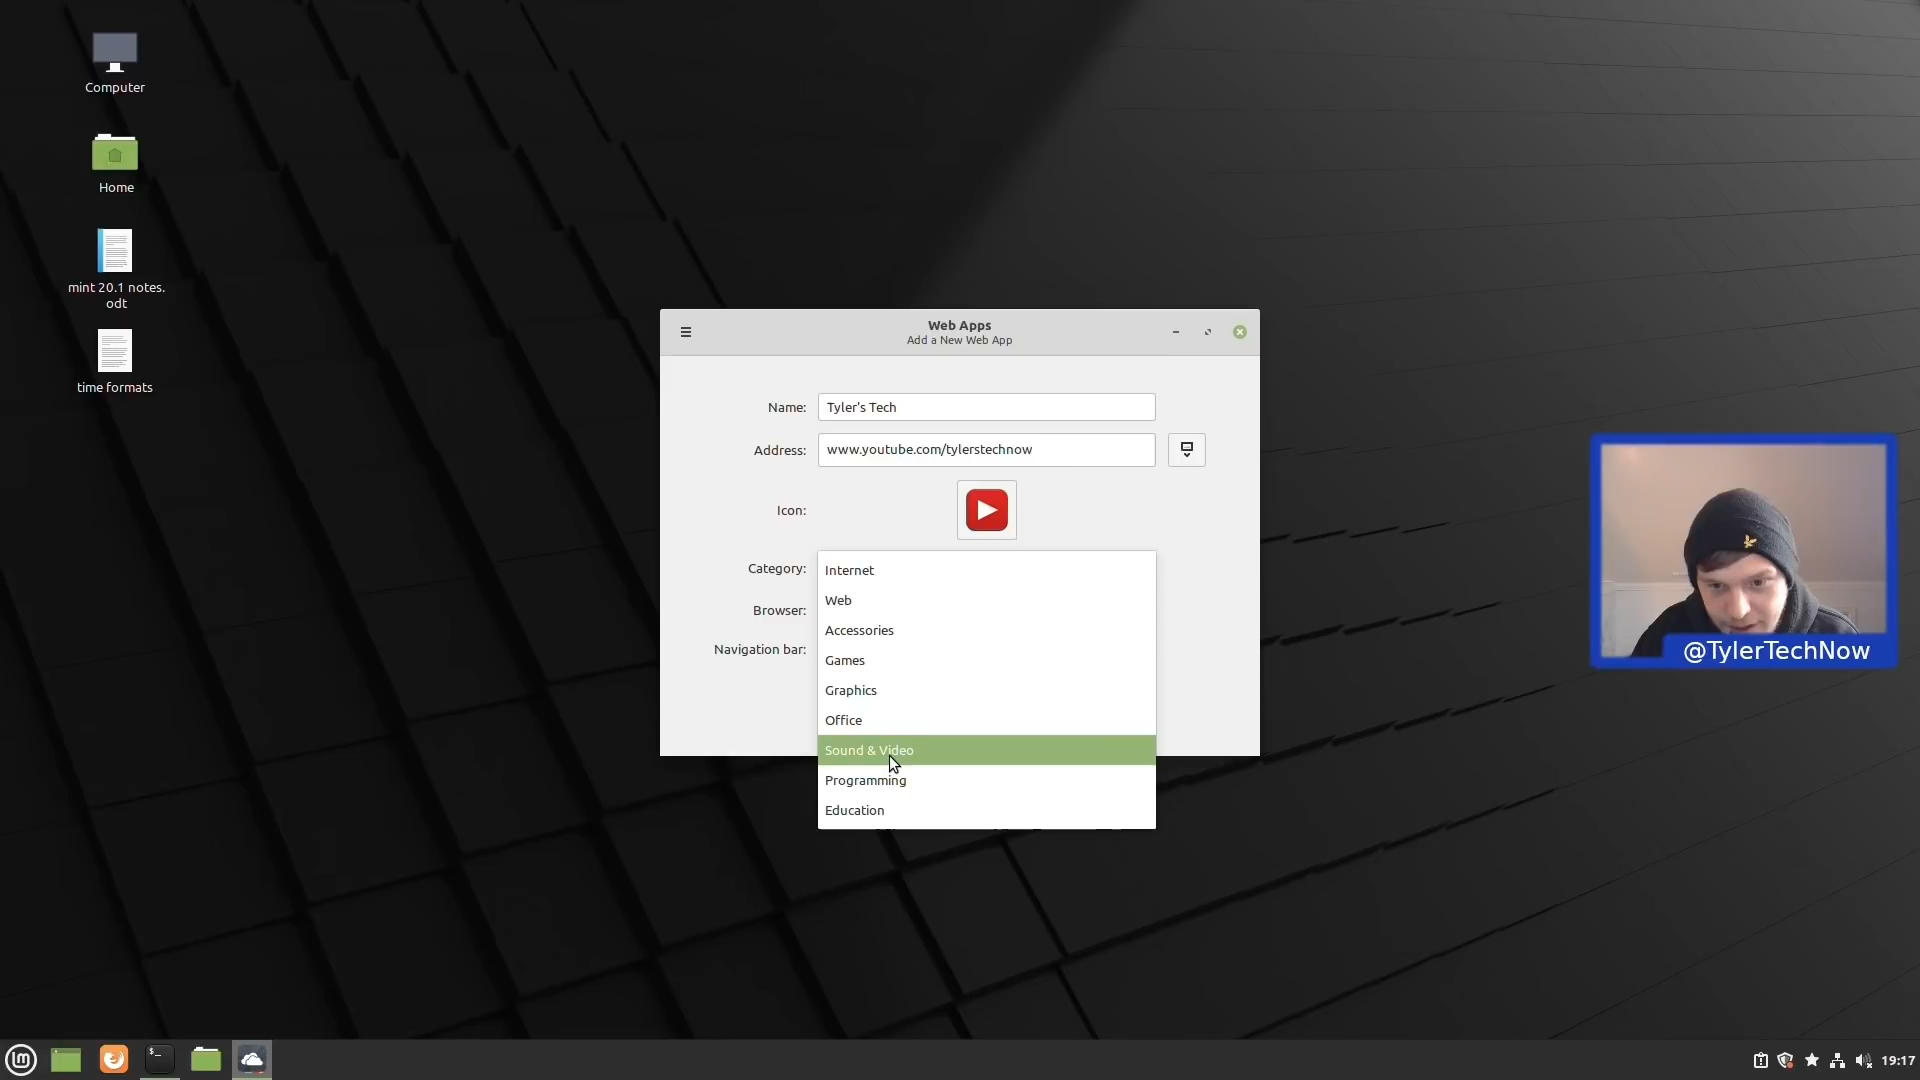 Computer
Home
mint 20.1 notes.
odt
time formats
Web Apps
Add a New Web App
Name:
Tyler's Tech
Address:
www.youtube.com/tylerstechnow
Icon:
Category:
Internet
Web
Browser:
Accessories
Navigation bar:
Games
Graphics
Office
Sound & Video
Programming
Education
@TylerTechNow
$_
19:17